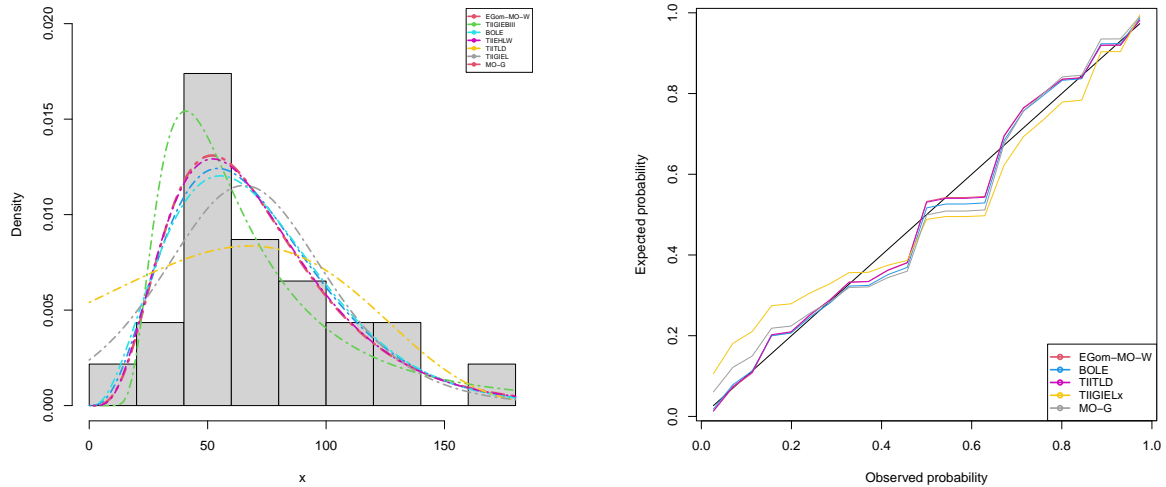 0.020
0.015
0.010
0.005
0.000
Density
0
50
100
150
x
EGom−MO−W
TIIGIEBIII
BOLE
TIIEHLW
TIITLD
TIIGIEL
MO−G
1.0
0.8
0.6
0.4
0.2
0.0
Expected probability
0.0
0.2
0.4
0.6
0.8
1.0
Observed probability
EGom−MO−W
BOLE
TIITLD
TIIGIELx
MO−G